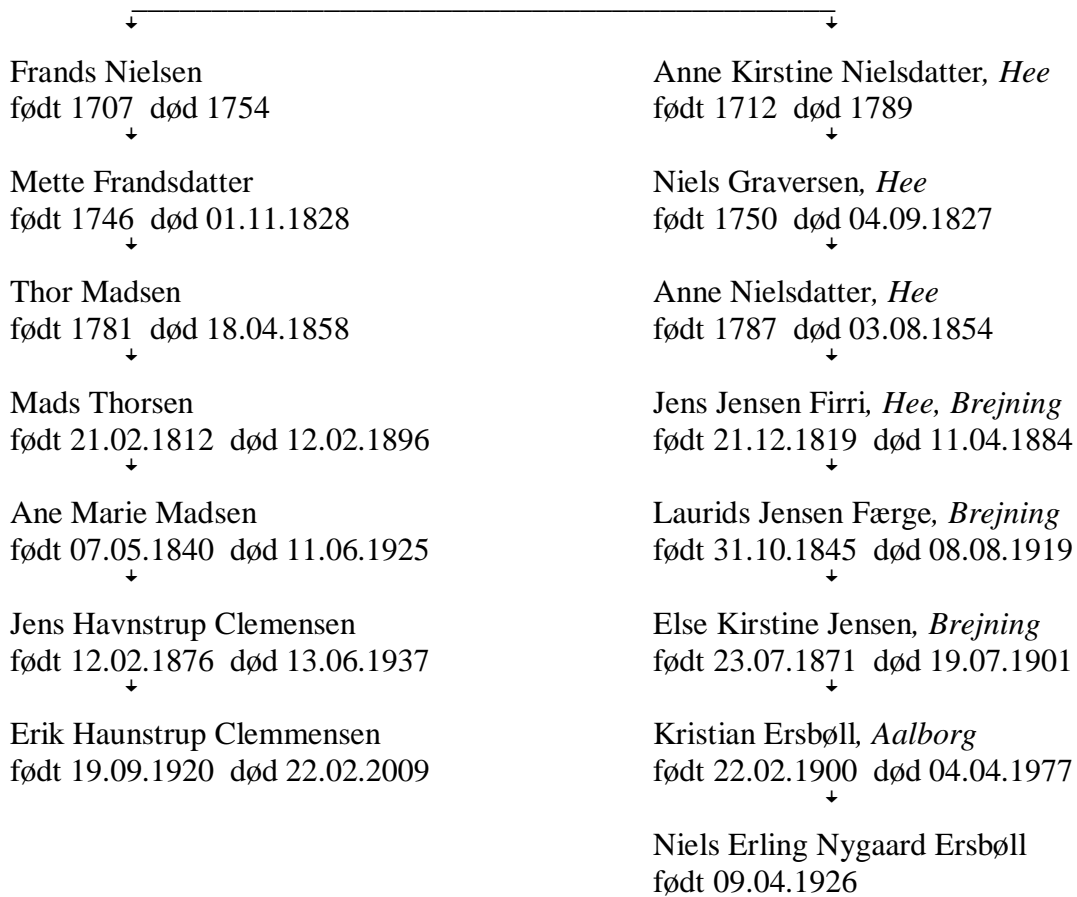 Frands Nielsen
født 1707 død 1754
Mette Frandsdatter
født 1746 død 01.11.1828
Thor Madsen
født 1781 død 18.04.1858
Mads Thorsen
født 21.02.1812 død 12.02.1896
Ane Marie Madsen
født 07.05.1840 død 11.06.1925
Jens Havnstrup Clemensen
født 12.02.1876 død 13.06.1937
Erik Haunstrup Clemmensen
født 19.09.1920 død 22.02.2009
Anne Kirstine Nielsdatter, Hee
født 1712 død 1789
Niels Graversen, Hee
født 1750 død 04.09.1827
Anne Nielsdatter, Hee
født 1787 død 03.08.1854
Jens Jensen Firri, Hee, Brejning
født 21.12.1819 død 11.04.1884
Laurids Jensen Færge, Brejning
født 31.10.1845 død 08.08.1919
Else Kirstine Jensen, Brejning
født 23.07.1871 død 19.07.1901
Kristian Ersbøll, Aalborg
født 22.02.1900 død 04.04.1977
Niels Erling Nygaard Ersbøll
født 09.04.1926